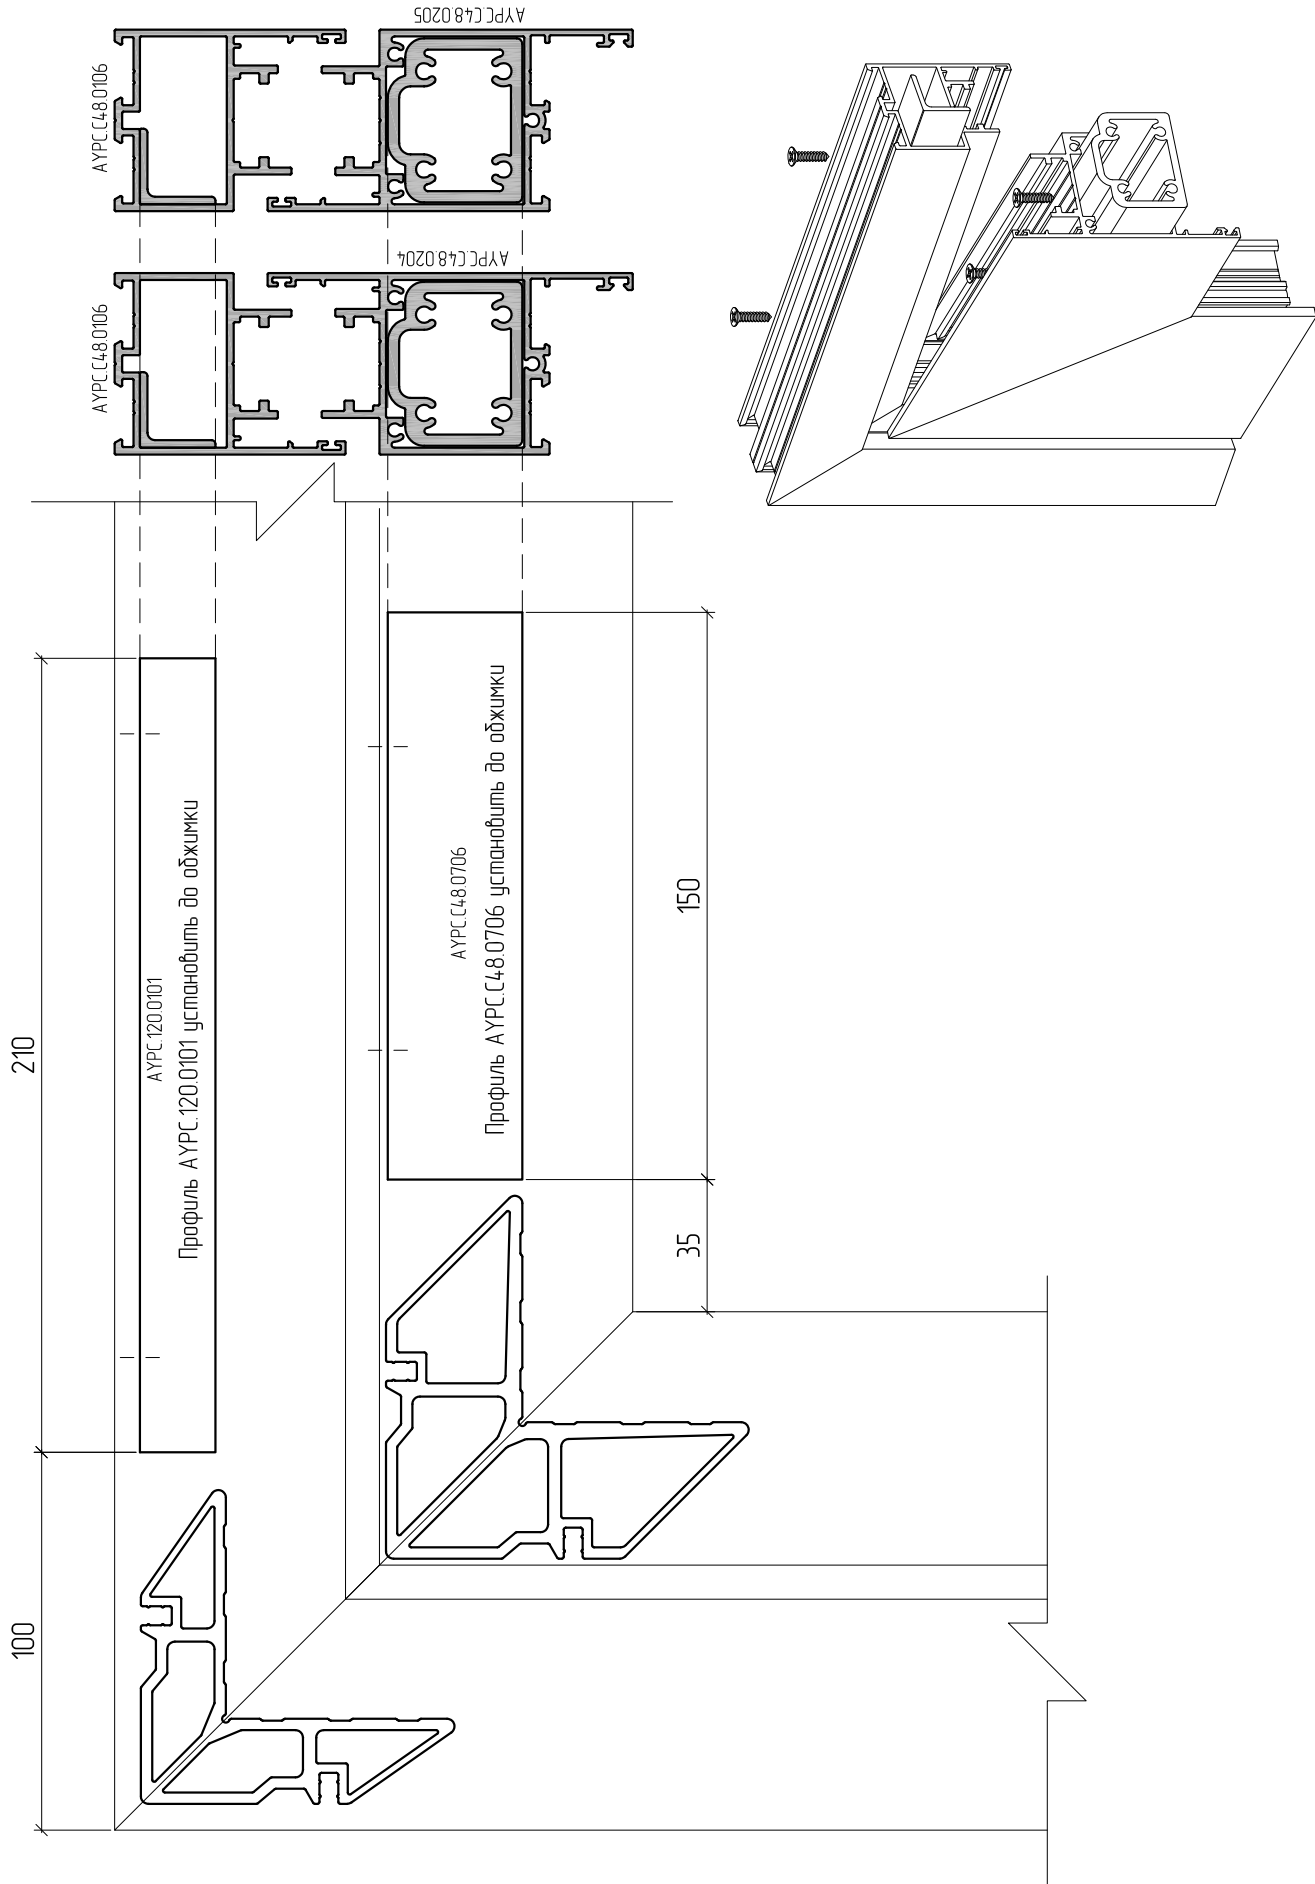 AYPC.C48.0205
AYPC.C48.0106
AYPC.C48.0204
AYPC.C48.0106
210
100
AYPC.120.0101
Профиль AYPC.120.0101 установить до обжимки
AYPC.C48.0706
Профиль AYPC.C48.0706 установить до обжимки
150
35